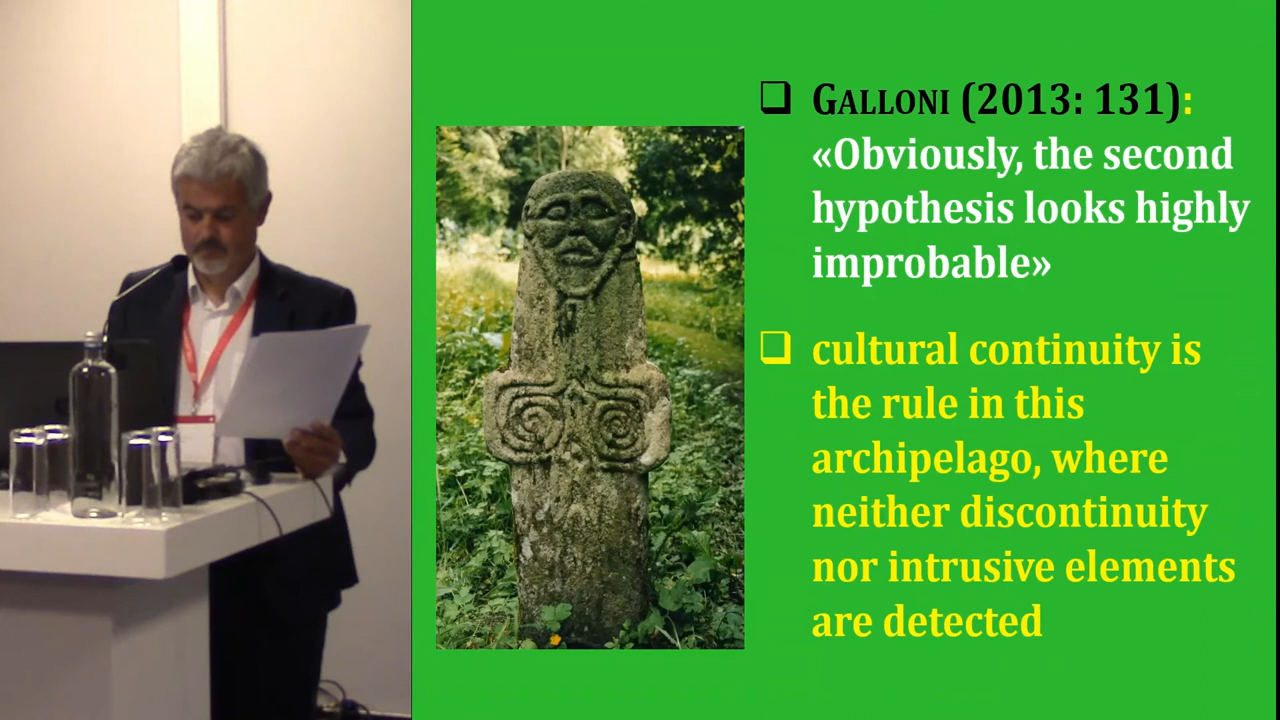 ❑ GALLONI (2013: 131):
«Obviously, the second
hypothesis looks highly
improbable»
❑ cultural continuity is
the rule in this
archipelago, where
neither discontinuity
nor intrusive elements
are detected